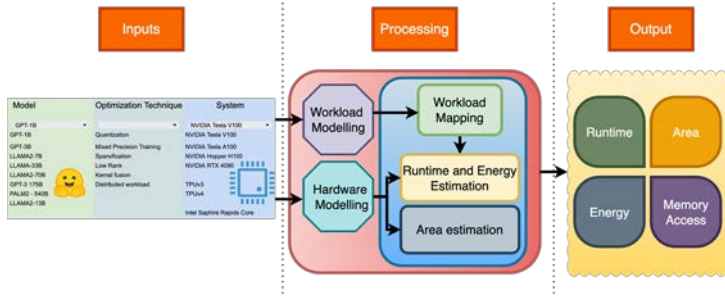 Inputs
Processing
Output
Model
Optimization Technique
System
GPT-1B
NVIDIA Tesla V100
GPT-1B
Quantization
NVIDIA Tesla V100
GPT-3B
Mixed Precision Training
NVIDIA Tesla A100
LLAMA2-7B
Sparsification
NVIDIA Hopper H100
LLAMA-33B
Low Rank
NVIDIA RTX 4090
LLAMA2-70B
Kernal fusion
GPT-3 175B
Distributed workload
TPUv3
PALM2 - 540B
TPUv4
LLAMA2-13B
Intel Saphire Rapids Core
Workload
Modelling
Hardware
Modelling
Workload
Mapping
Runtime and Energy
Estimation
Area estimation
Runtime
Area
Energy
Memory
Access